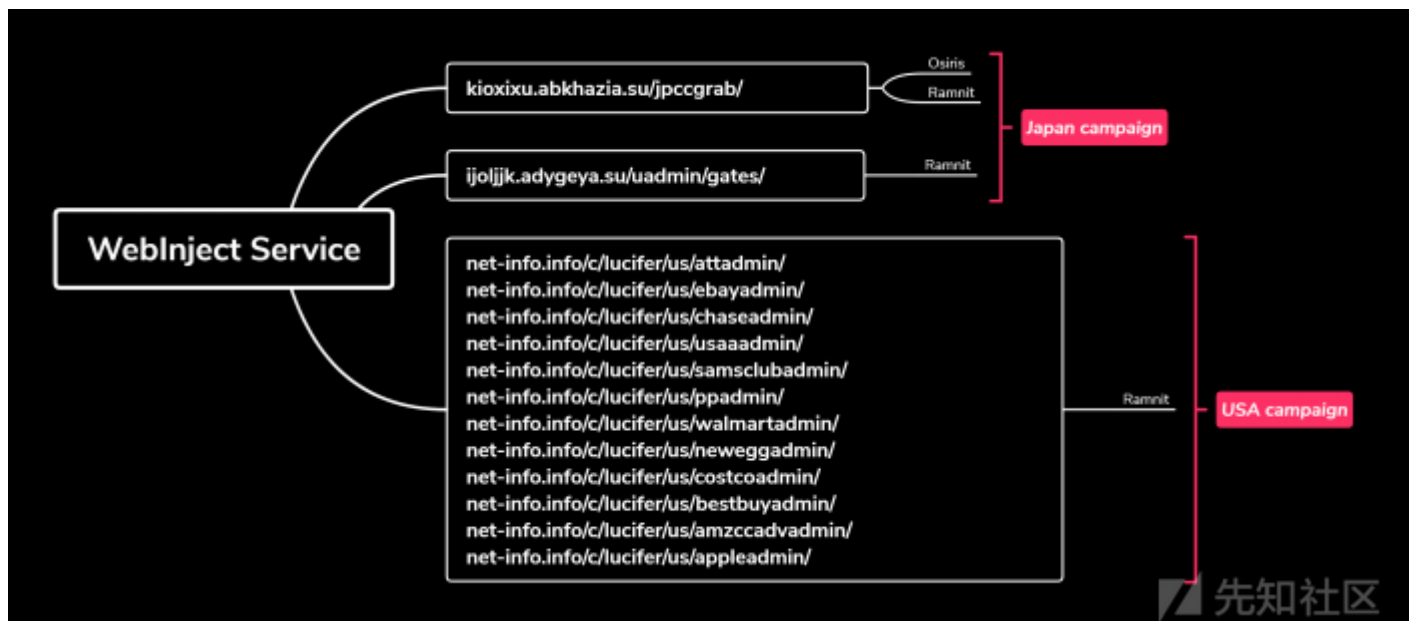 WebInject Service
kioxixu.abkhazia.su/jpccgrab/
Osiris
Ramnit
ijoljjk.adygeya.su/uadmin/gates/
Ramnit
Japan campaign
net-info.info/c/lucifer/us/attadmin/
net-info.info/c/lucifer/us/ebayadmin/
net-info.info/c/lucifer/us/chaseadmin/
net-info.info/c/lucifer/us/usaaadmin/
net-info.info/c/lucifer/us/samsclubadmin/
net-info.info/c/lucifer/us/ppadmin/
net-info.info/c/lucifer/us/walmartadmin/
net-info.info/c/lucifer/us/neweggadmin/
net-info.info/c/lucifer/us/costcoadmin/
net-info.info/c/lucifer/us/bestbuyadmin/
net-info.info/c/lucifer/us/amzccadvadmin/
net-info.info/c/lucifer/us/appleadmin/
Ramnit
USA campaign
先知社区